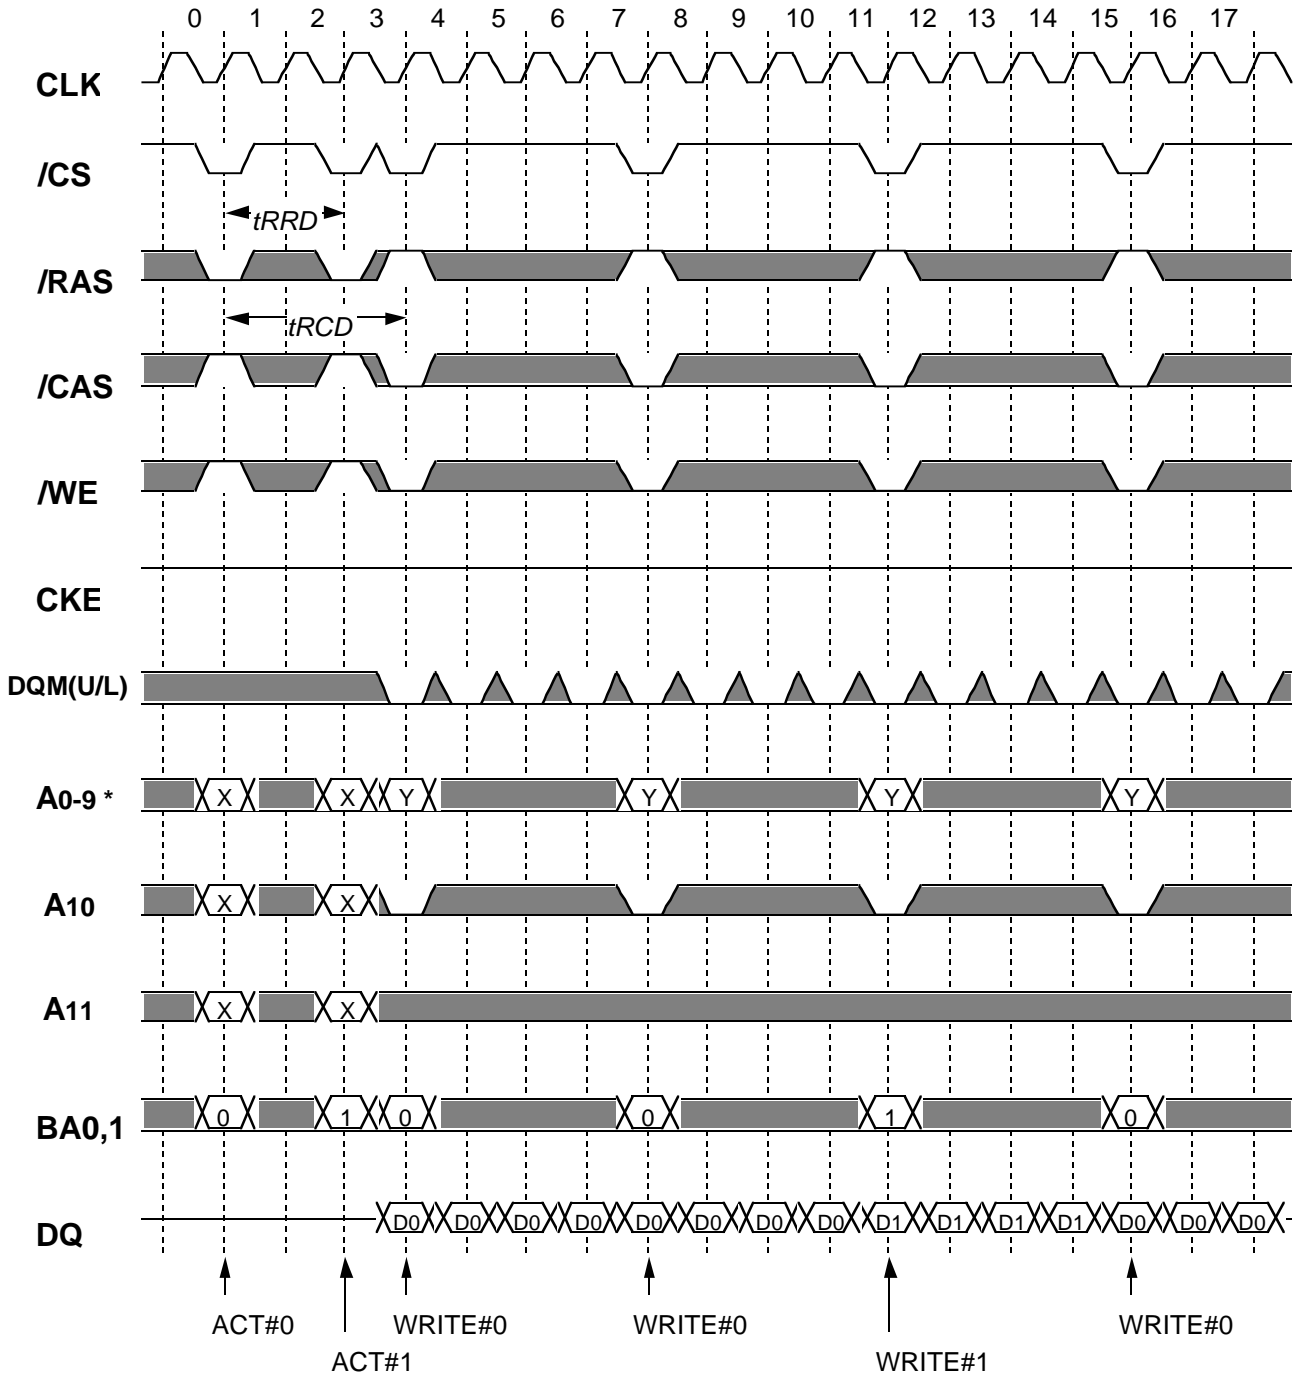 0 1 2 3 4 5 6 7 8 9 10 11 12 13 14 15 16 17
CLK
/CS
tRRD
/RAS
tRCD
/CAS
/WE
CKE
DQM(U/L)
A0-9 * X X Y Y Y Y
A10 X X
A11 X X
BA0,1 0 1 0 0 1 0
DQ D0 D0 D0 D0 D0 D0 D0 D0 D1 D1 D1 D1 D0 D0 D0
ACT#0 WRITE#0 WRITE#0 WRITE#0
ACT#1 WRITE#1